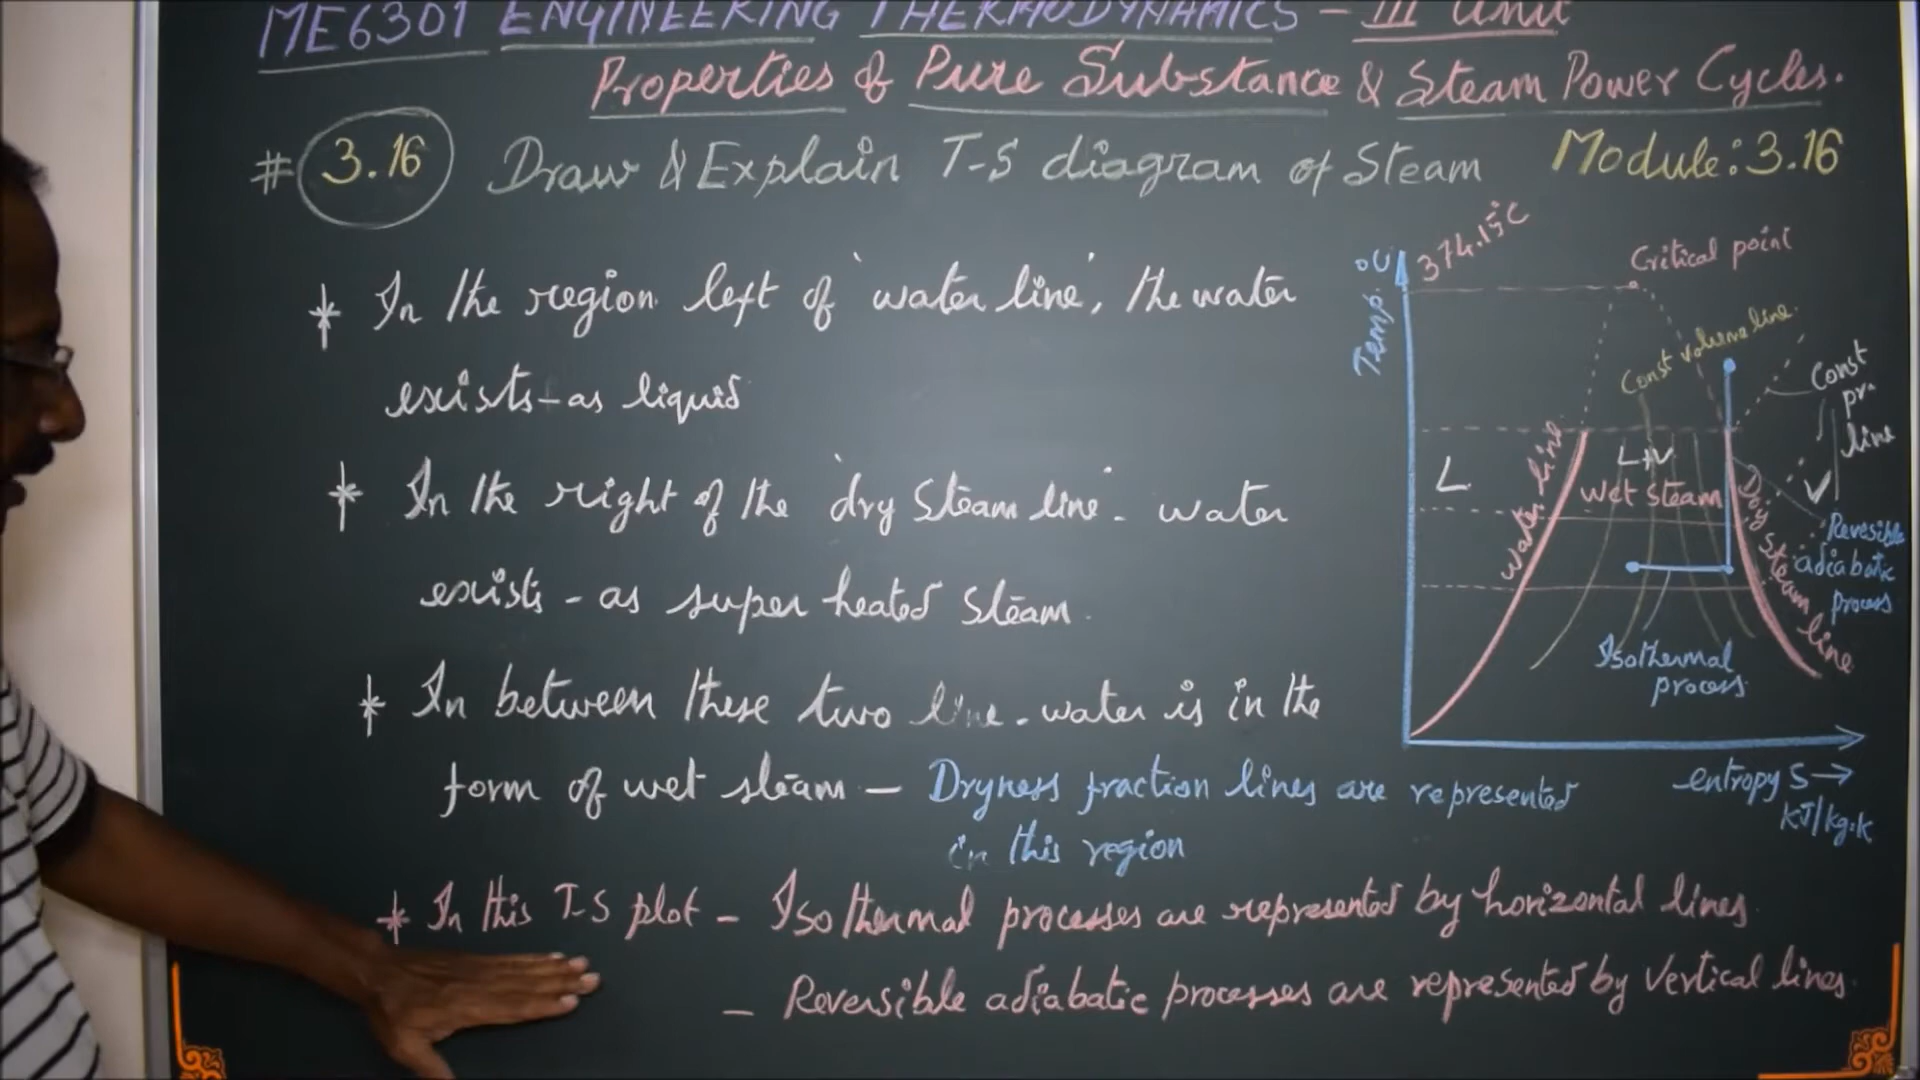 ME6301 ENGINEERING THERMODYNAMICS - III Unit
Properties of Pure Substance & Steam Power Cycles.
# 3.16 Draw & Explain T-S diagram of Steam Module: 3.16
* In the region left of 'water line', the water
exists - as liquid
* In the right of the 'dry steam line' - water
exists - as super heated steam.
* In between these two line - water is in the
form of wet steam — Dryness fraction lines are represented
in this region
* In this T-S plot - Isothermal processes are represented by horizontal lines.
- Reversible adiabatic processes are represented by vertical lines.
374.15°C
Critical point
Temp. °C
Const volume line.
Const
pr.
line
L
L+V
V
water line
wet steam
Dry steam line
Revesible
adiabatic
process
Isothermal
process
entropy S →
kJ/kg.k